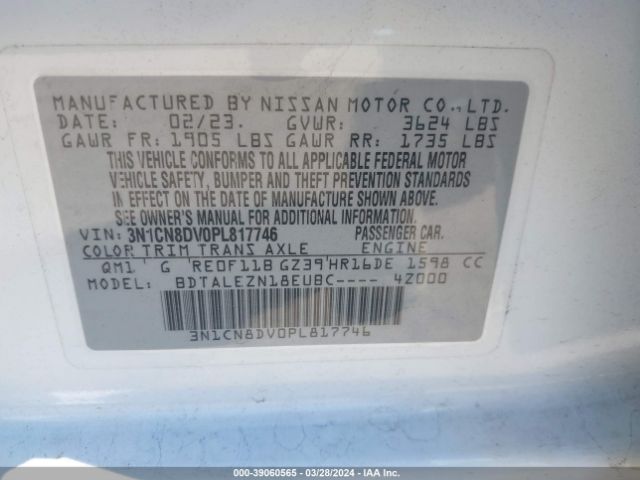 MANUFACTURED BY NISSAN MOTOR CO., LTD.
DATE: 02/23. GVWR: 3624 LBS
GAWR FR: 1905 LBS GAWR RR: 1735 LBS
THIS VEHICLE CONFORMS TO ALL APPLICABLE FEDERAL MOTOR
VEHICLE SAFETY, BUMPER AND THEFT PREVENTION STANDARDS
IN EFFECT ON THE DATE OF MANUFACTURE SHOWN ABOVE.
SEE OWNER'S MANUAL FOR ADDITIONAL INFORMATION.
VIN: 3N1CN8DV0PL817746 PASSENGER CAR.
COLOR TRIM TRANS AXLE ENGINE
QM1 G RE0F11B GZ39 HR16DE 1598 CC
MODEL: BDTALEZN18EUBC---- 4Z000
3N1CN8DV0PL817746
000-39060565 - 03/28/2024 - IAA Inc.